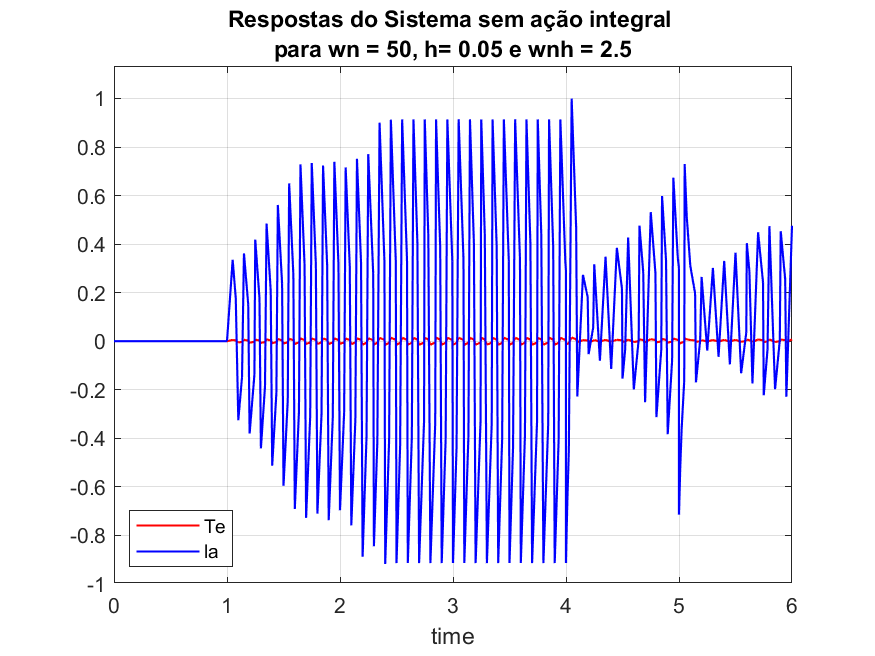 Respostas do Sistema sem ação integral
para wn = 50, h= 0.05 e wnh = 2.5
1
0.8
0.6
0.4
0.2
0
-0.2
-0.4
-0.6
-0.8
-1
Te
Ia
0 1 2 3 4 5 6
time